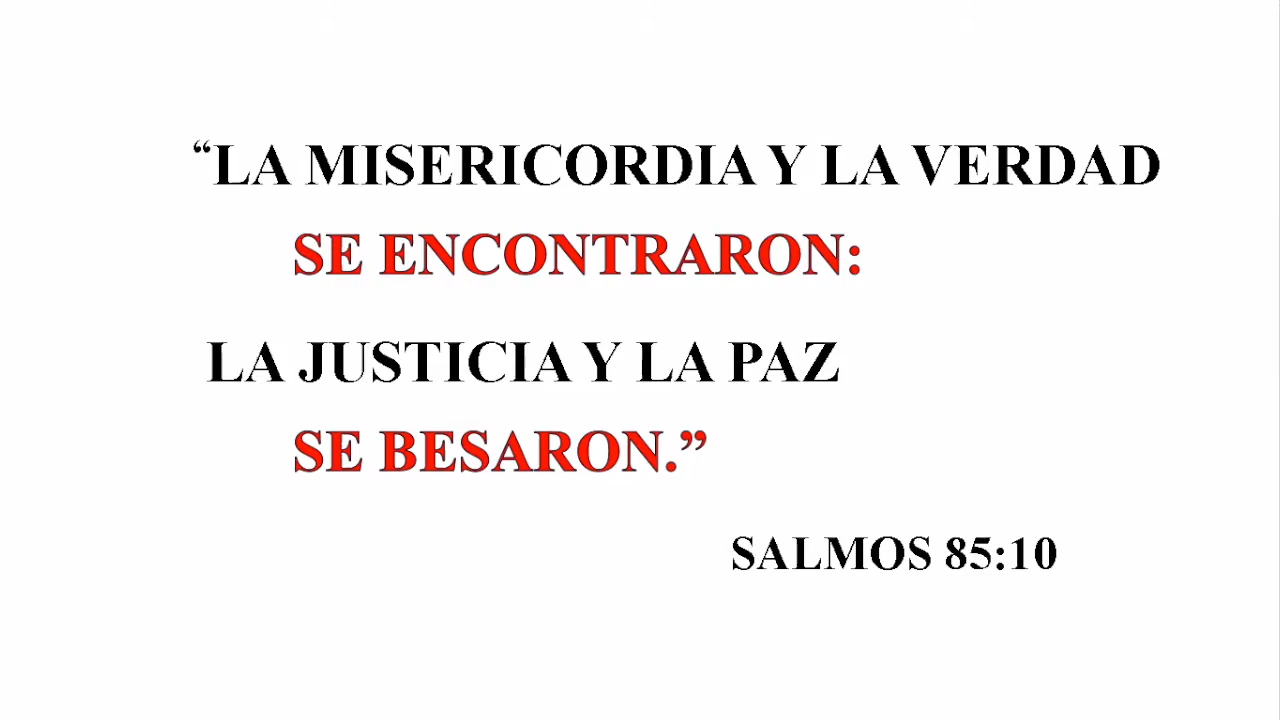 “LA MISERICORDIA Y LA VERDAD
SE ENCONTRARON:
LA JUSTICIA Y LA PAZ
SE BESARON.”
SALMOS 85:10